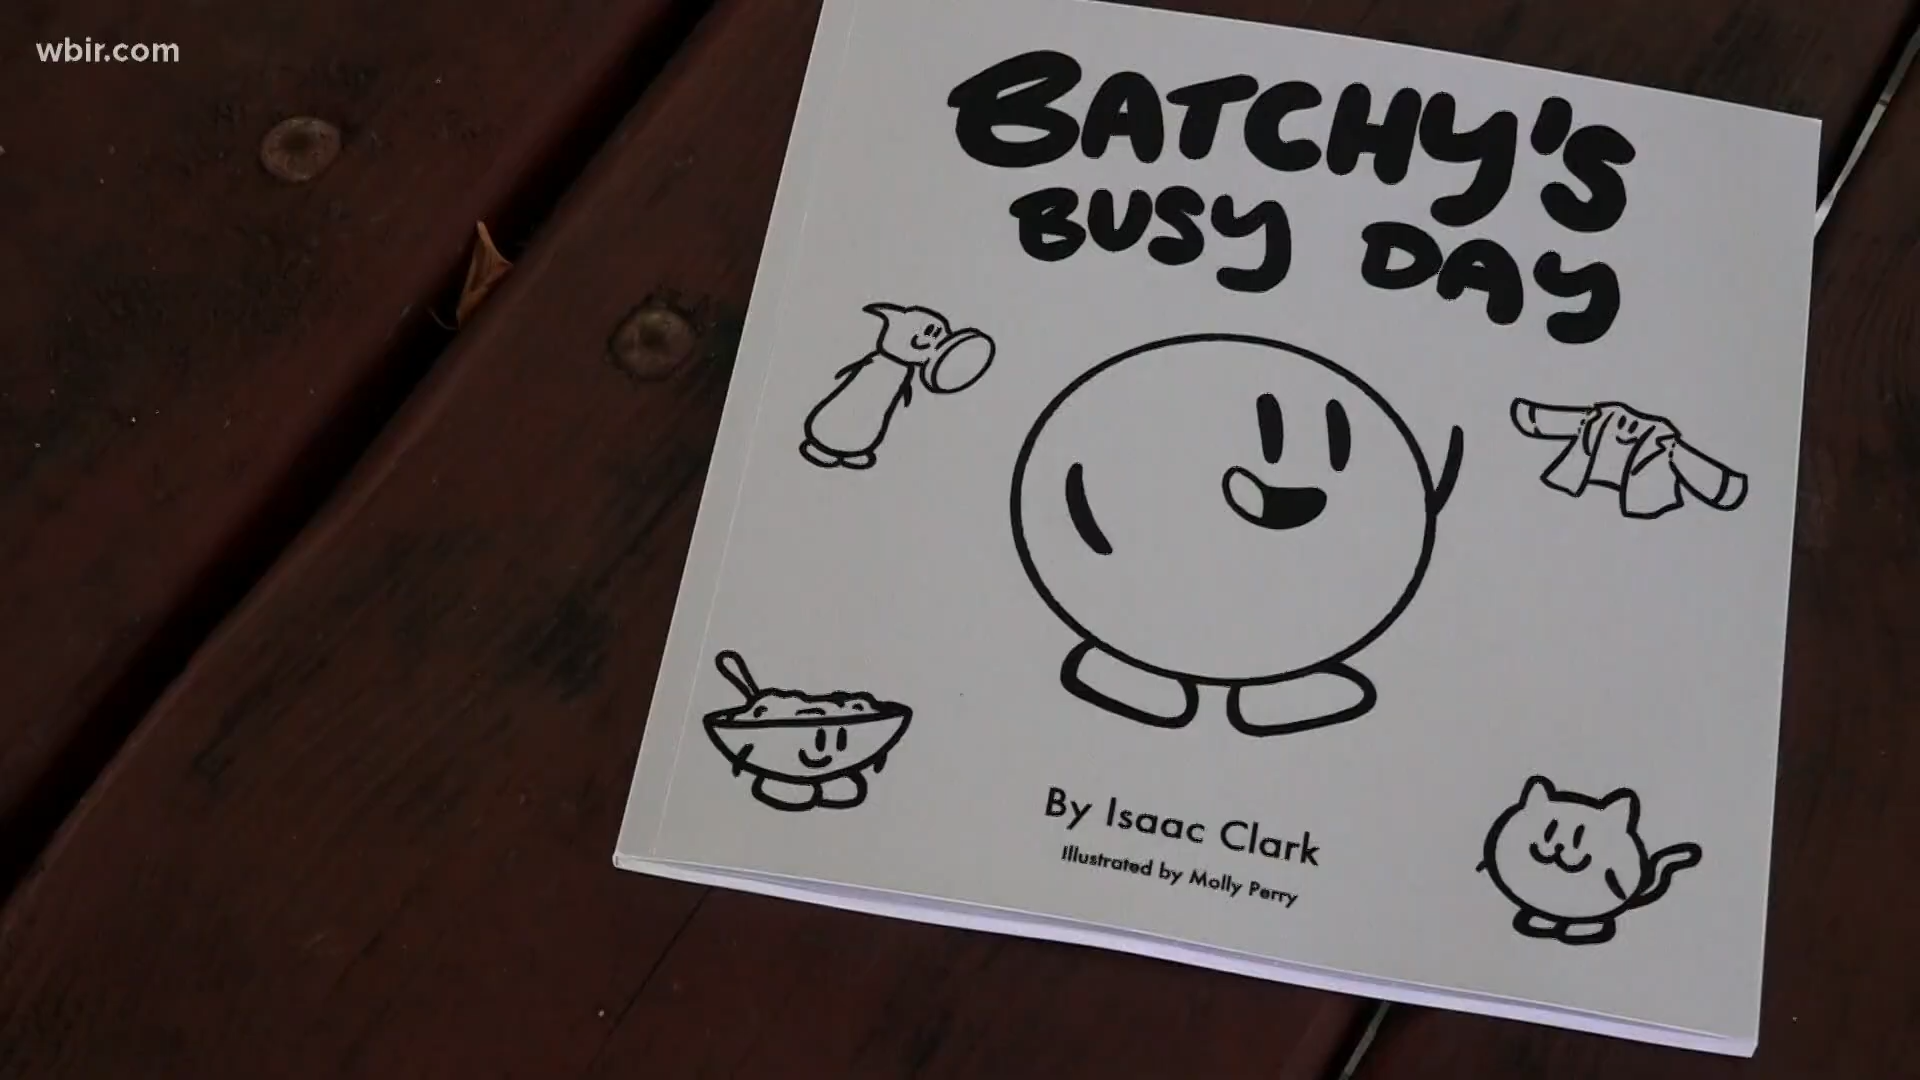 wbir.com
BATCHY'S
BUSY DAY
By Isaac Clark
Illustrated by Molly Perry